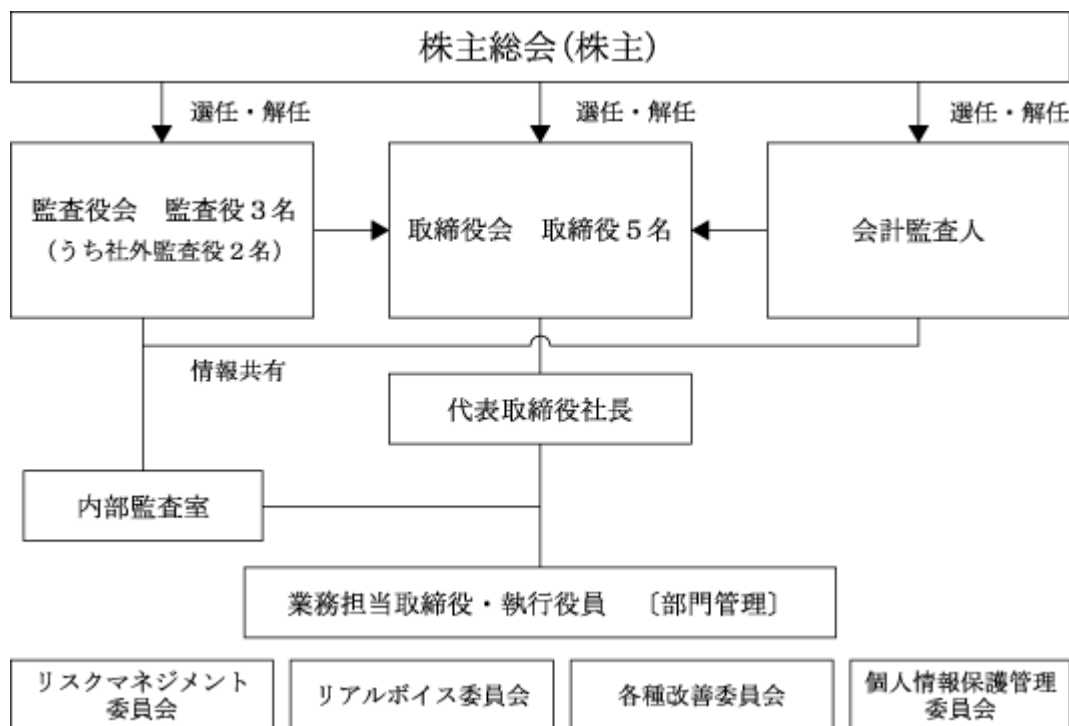 株主総会(株主)
選任・解任
選任・解任
選任・解任
監査役会　監査役３名
（うち社外監査役２名）
取締役会　取締役５名
会計監査人
情報共有
代表取締役社長
内部監査室
業務担当取締役・執行役員　〔部門管理〕
リスクマネジメント
委員会
リアルボイス委員会
各種改善委員会
個人情報保護管理
委員会